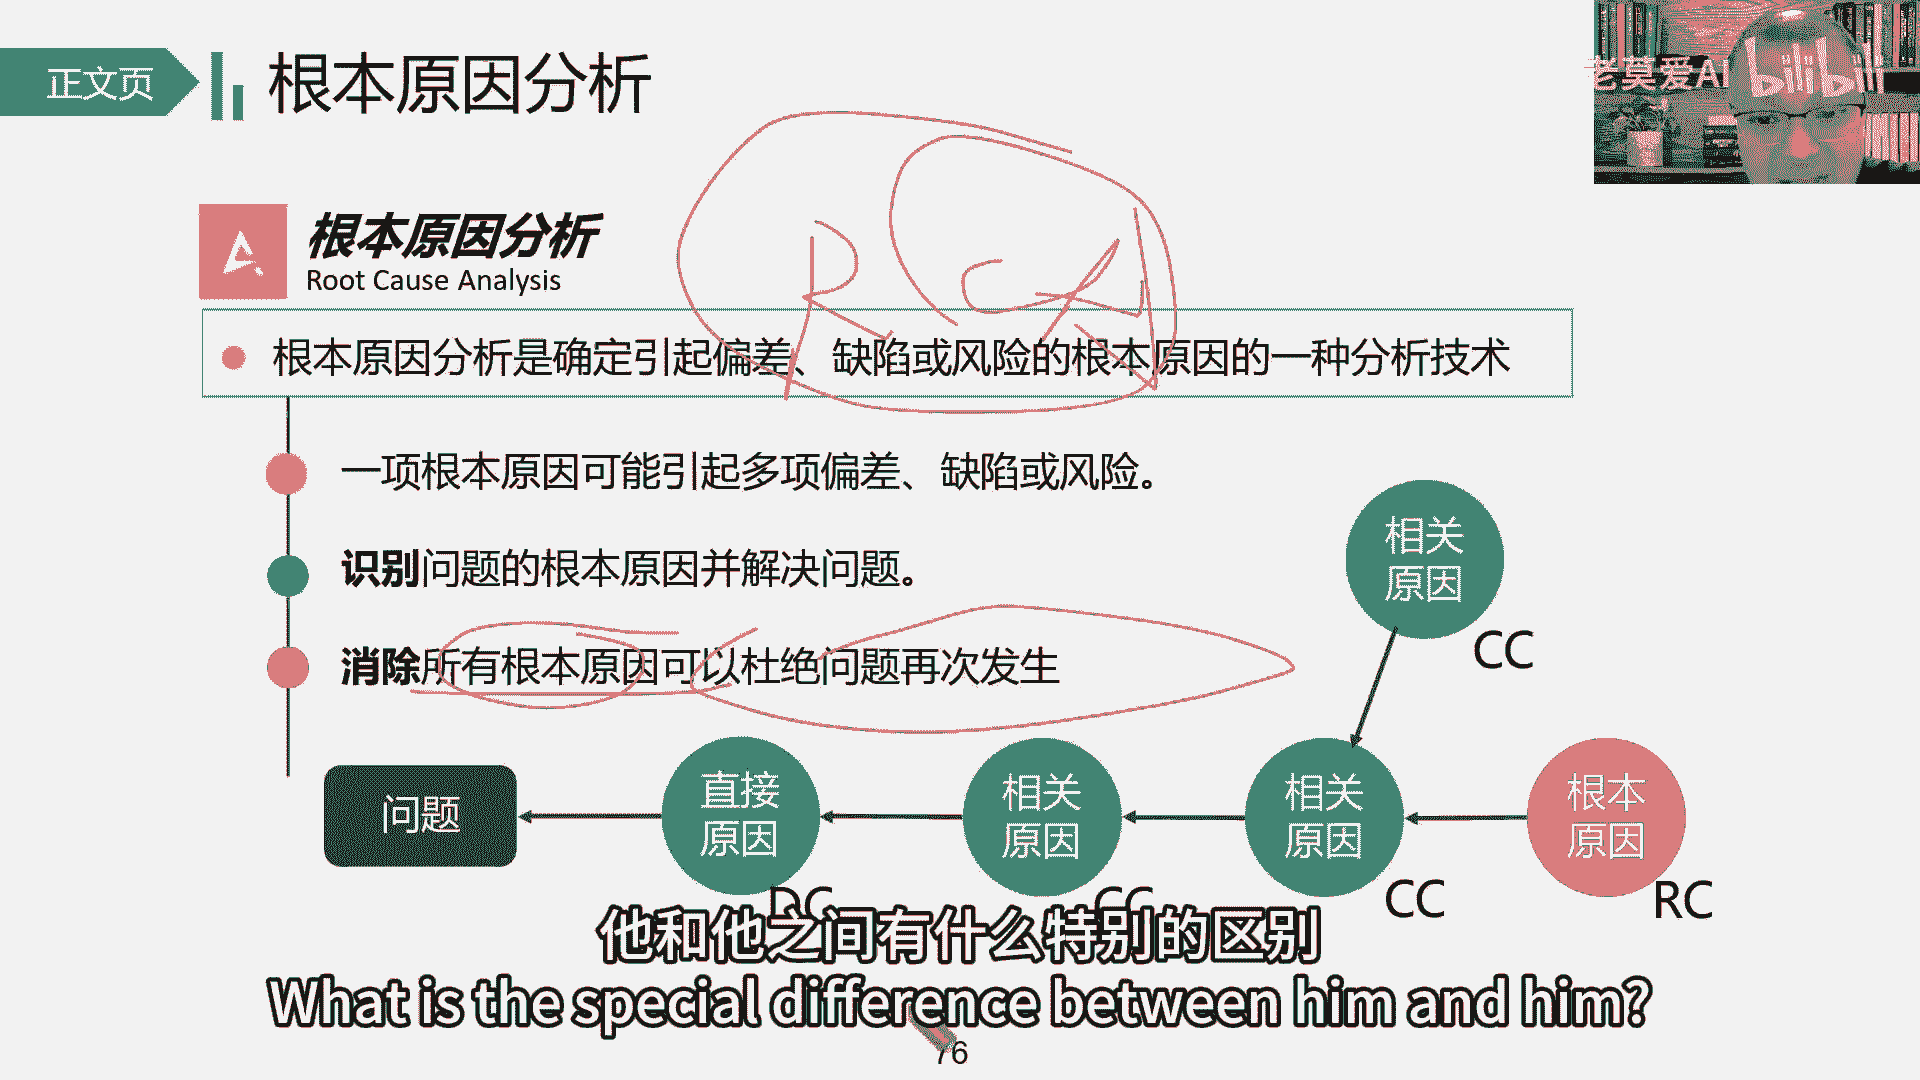 正文页
根本原因分析
老莫爱AI
bilibili
根本原因分析
Root Cause Analysis
RCA
根本原因分析是确定引起偏差、缺陷或风险的根本原因的一种分析技术
一项根本原因可能引起多项偏差、缺陷或风险。
识别问题的根本原因并解决问题。
消除所有根本原因可以杜绝问题再次发生
相关
原因
CC
问题
直接
原因
DC
相关
原因
CC
相关
原因
CC
根本
原因
RC
他和他之间有什么特别的区别
What is the special difference between him and him?
76